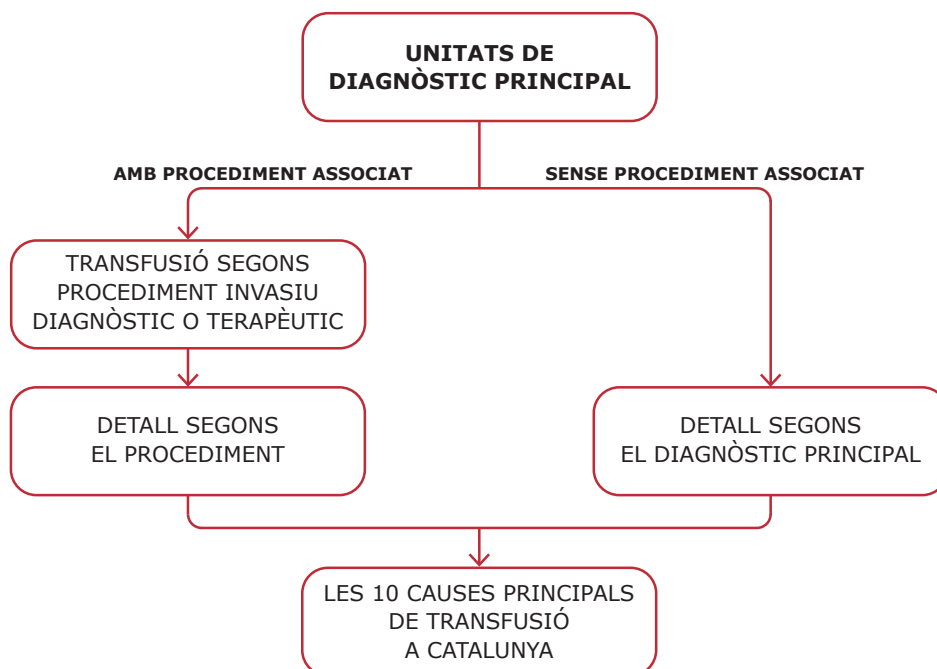 UNITATS DE
DIAGNÒSTIC PRINCIPAL
AMB PROCEDIMENT ASSOCIAT
SENSE PROCEDIMENT ASSOCIAT
TRANSFUSIÓ SEGONS
PROCEDIMENT INVASIU
DIAGNÒSTIC O TERAPÈUTIC
DETALL SEGONS
EL PROCEDIMENT
DETALL SEGONS
EL DIAGNÒSTIC PRINCIPAL
LES 10 CAUSES PRINCIPALS
DE TRANSFUSIÓ
A CATALUNYA